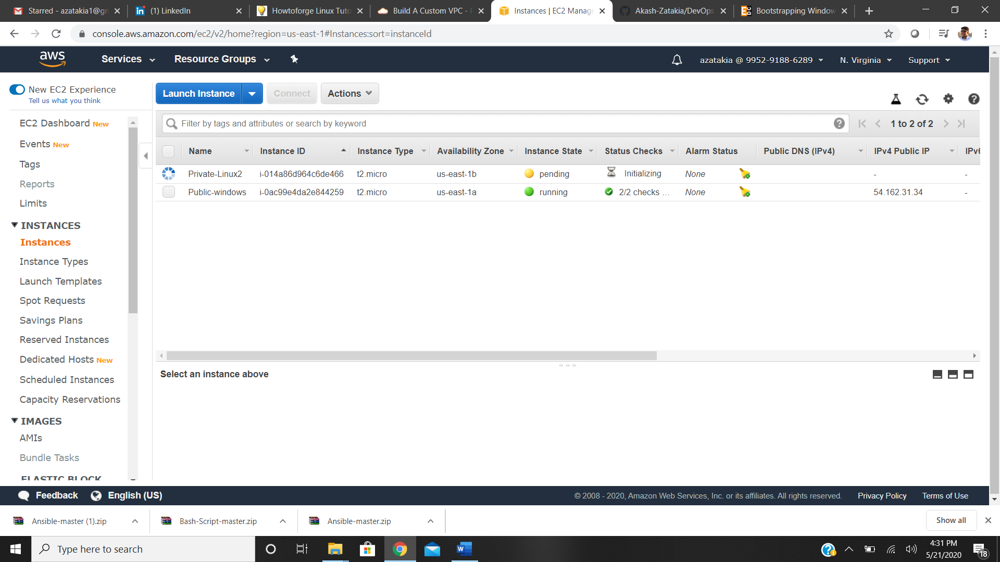 Starred - azatakia1@gm
(1) LinkedIn
Howtoforge Linux Tuto
Build A Custom VPC -
Instances | EC2 Manag
Akash-Zatakia/DevOps
Bootstrapping Window
console.aws.amazon.com/ec2/v2/home?region=us-east-1#Instances:sort=instanceId
aws
Services
Resource Groups
azatakia @ 9952-9188-6289
N. Virginia
Support
New EC2 Experience
Tell us what you think
EC2 Dashboard New
Events New
Tags
Reports
Limits
INSTANCES
Instances
Instance Types
Launch Templates
Spot Requests
Savings Plans
Reserved Instances
Dedicated Hosts New
Scheduled Instances
Capacity Reservations
IMAGES
AMIs
Bundle Tasks
ELASTIC BLOCK
Launch Instance
Connect
Actions
Filter by tags and attributes or search by keyword
1 to 2 of 2
Name Instance ID Instance Type Availability Zone Instance State Status Checks Alarm Status Public DNS (IPv4) IPv4 Public IP IPv6
Private-Linux2 i-014a86d964c6de466 t2.micro us-east-1b pending Initializing None - -
Public-windows i-0ac99e4da2e844259 t2.micro us-east-1a running 2/2 checks ... None 54.162.31.34 -
Select an instance above
Feedback
English (US)
© 2008 - 2020, Amazon Web Services, Inc. or its affiliates. All rights reserved.
Privacy Policy
Terms of Use
Ansible-master (1).zip
Bash-Script-master.zip
Ansible-master.zip
Show all
Type here to search
4:31 PM
5/21/2020
18